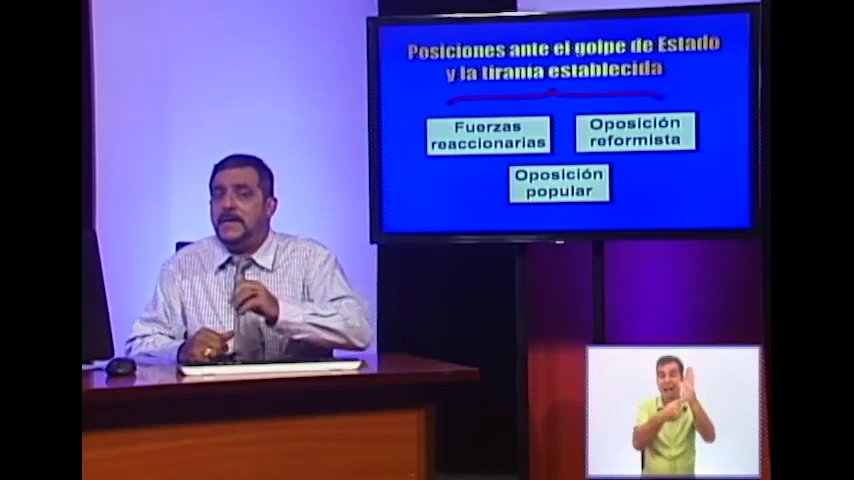 Posiciones ante el golpe de Estado
y la tiranía establecida
Fuerzas
reaccionarias
Oposición
reformista
Oposición
popular